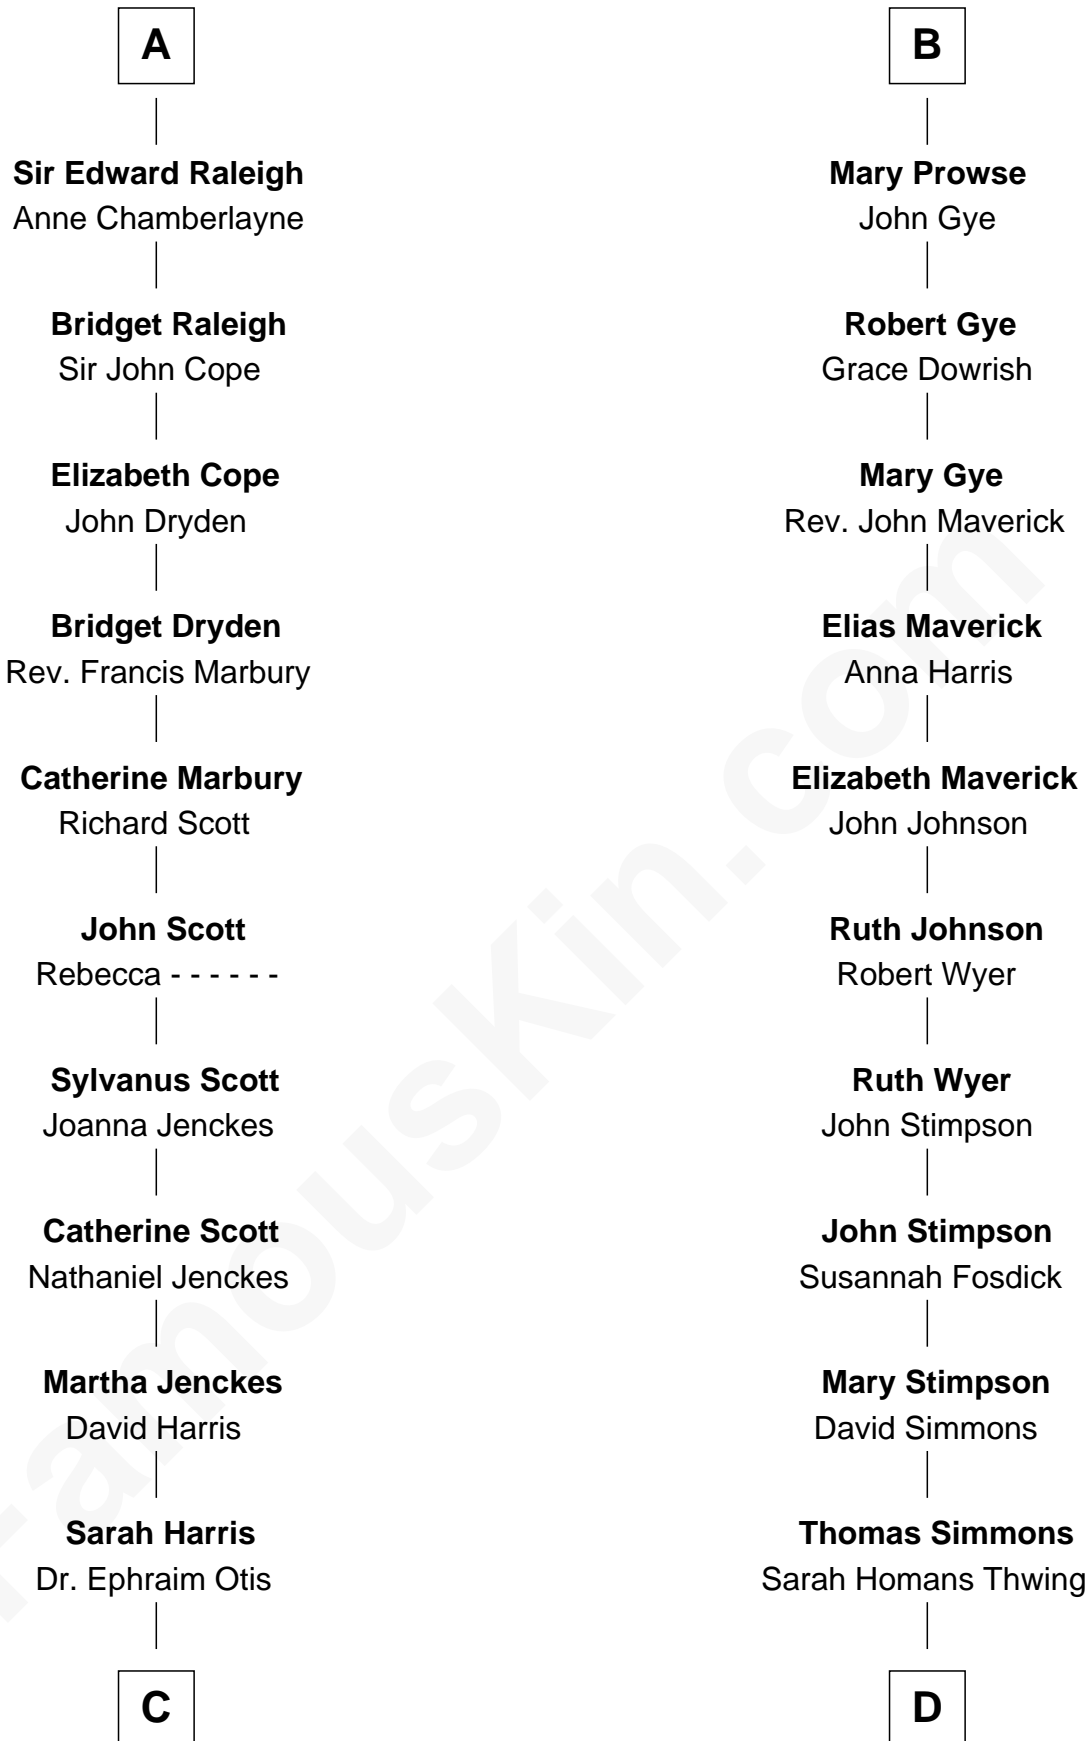 A
Sir Edward Raleigh
Anne Chamberlayne
Bridget Raleigh
Sir John Cope
Elizabeth Cope
John Dryden
Bridget Dryden
Rev. Francis Marbury
Catherine Marbury
Richard Scott
John Scott
Rebecca - - - - - -
Sylvanus Scott
Joanna Jenckes
Catherine Scott
Nathaniel Jenckes
Martha Jenckes
David Harris
Sarah Harris
Dr. Ephraim Otis
C
B
Mary Prowse
John Gye
Robert Gye
Grace Dowrish
Mary Gye
Rev. John Maverick
Elias Maverick
Anna Harris
Elizabeth Maverick
John Johnson
Ruth Johnson
Robert Wyer
Ruth Wyer
John Stimpson
John Stimpson
Susannah Fosdick
Mary Stimpson
David Simmons
Thomas Simmons
Sarah Homans Thwing
D
FamousKin.com